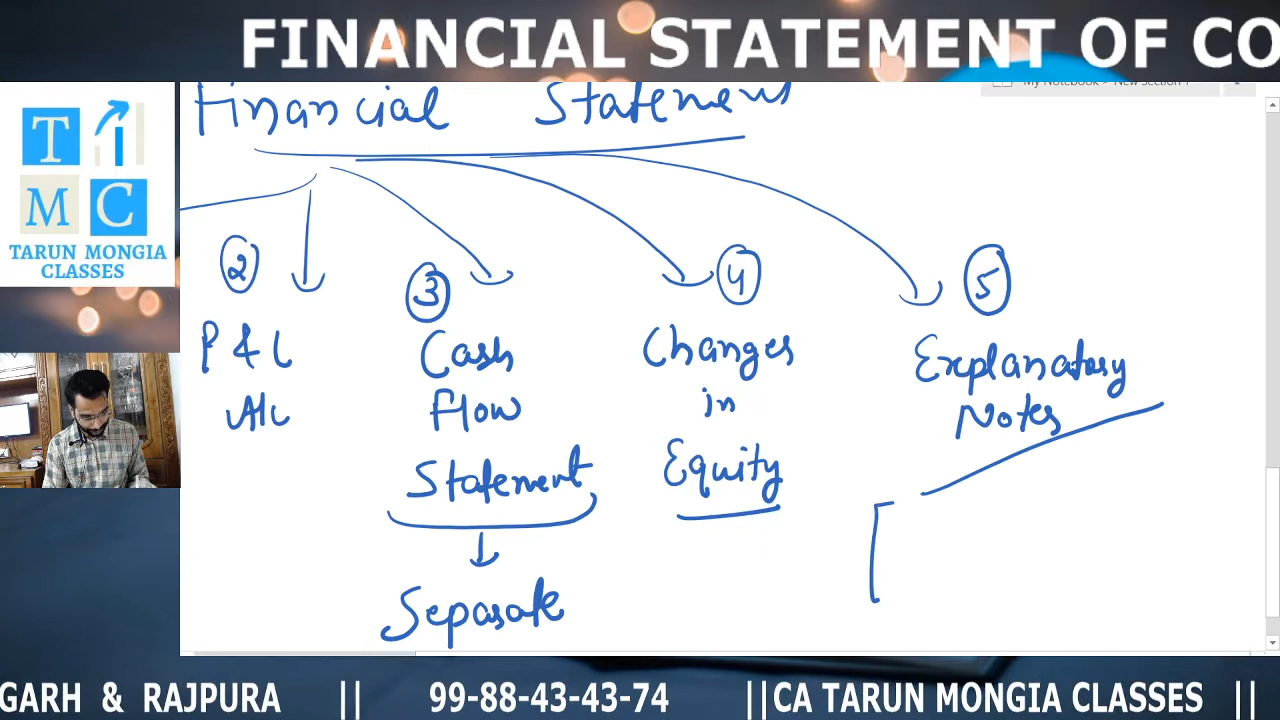 FINANCIAL STATEMENT OF CO
Financial Statement
T
M C
TARUN MONGIA
CLASSES
2
P & L
A/c
3
Cash
Flow
Statement
Separate
4
Changes
in
Equity
5
Explanatory
Notes
GARH & RAJPURA || 99-88-43-43-74 ||CA TARUN MONGIA CLASSES ||